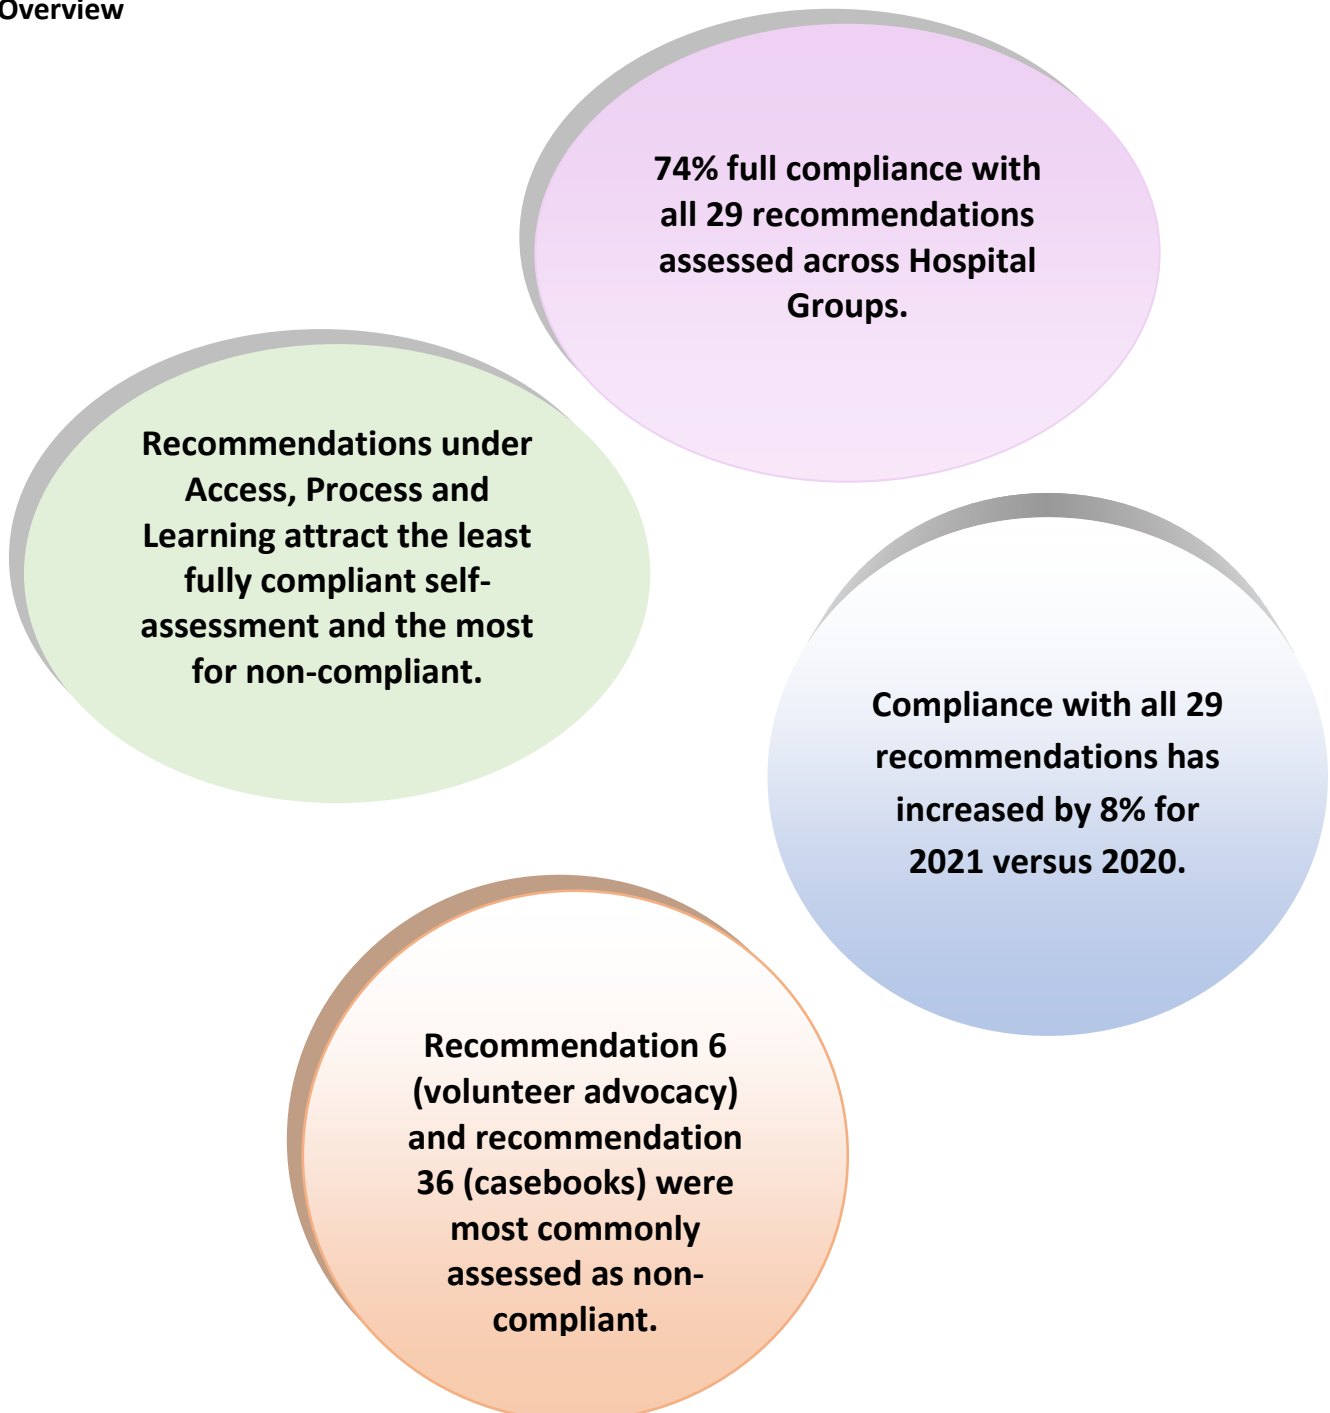 Overview
74% full compliance with
all 29 recommendations
assessed across Hospital
Groups.
Recommendations under
Access, Process and
Learning attract the least
fully compliant self-
assessment and the most
for non-compliant.
Compliance with all 29
recommendations has
increased by 8% for
2021 versus 2020.
Recommendation 6
(volunteer advocacy)
and recommendation
36 (casebooks) were
most commonly
assessed as non-
compliant.